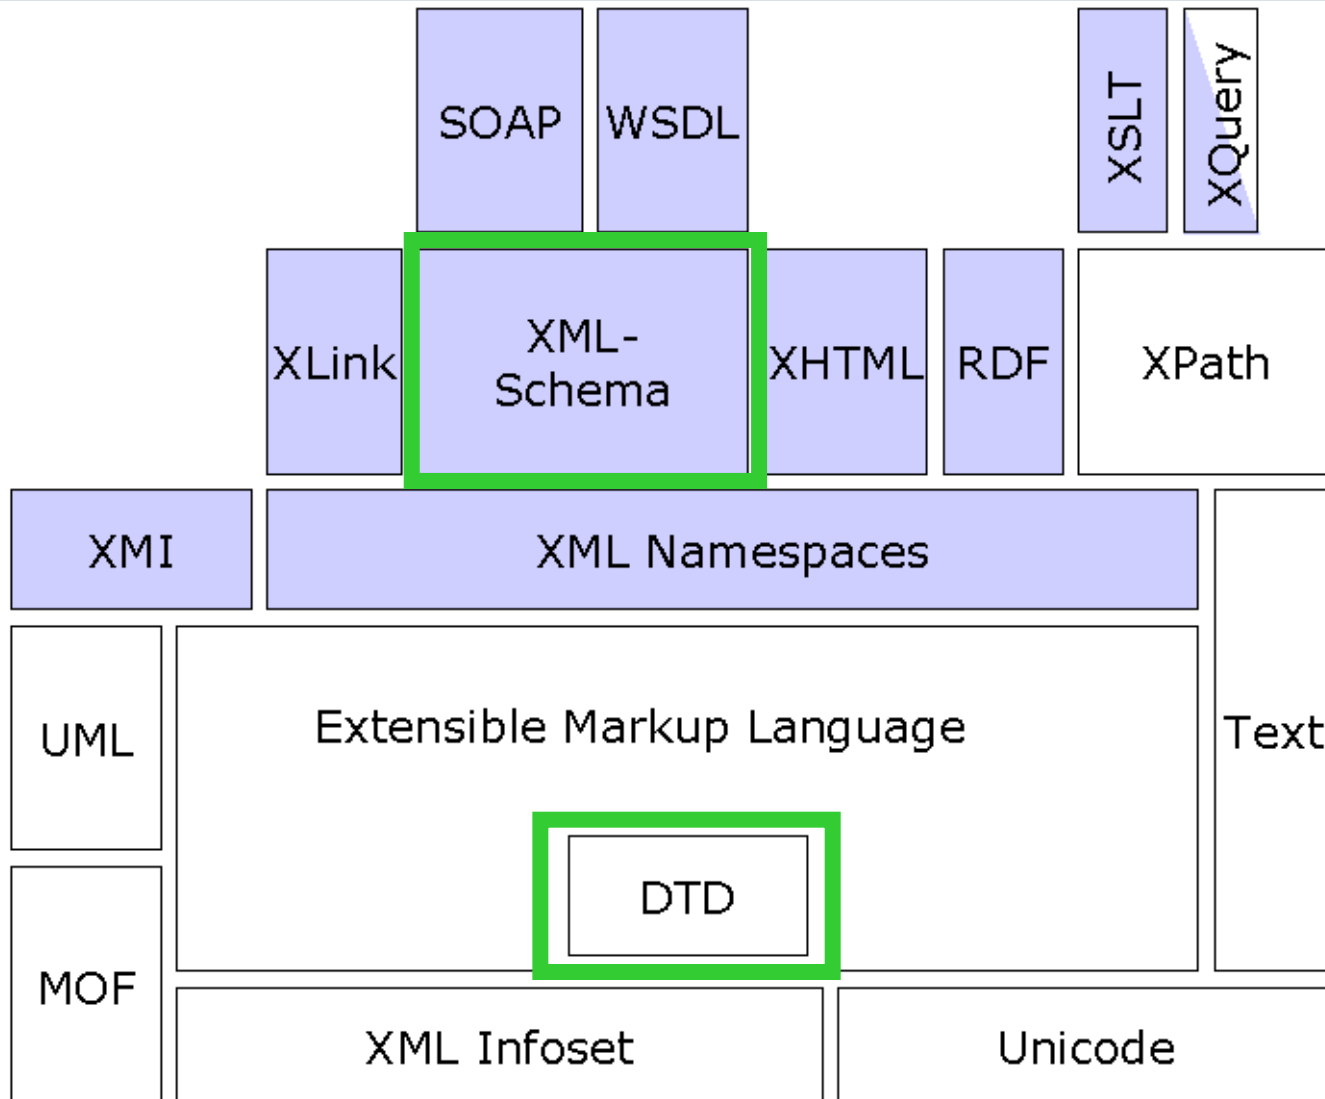 SOAP
WSDL
XSLT
XQuery
XLink
XML-
Schema
XHTML
RDF
XPath
XMI
XML Namespaces
UML
Extensible Markup Language
Text
DTD
MOF
XML Infoset
Unicode